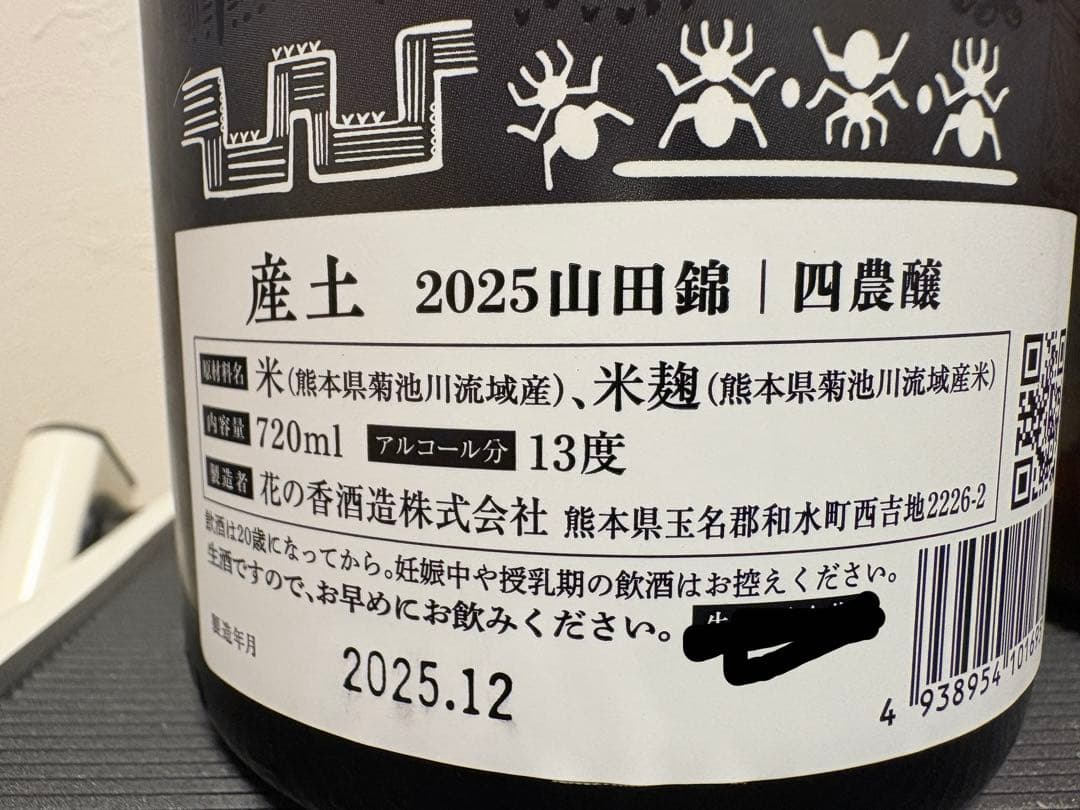 産土 2025山田錦｜四農醸
原材料名 米(熊本県菊池川流域産)、米麹(熊本県菊池川流域産米)
内容量 720ml アルコール分 13度
製造者 花の香酒造株式会社 熊本県玉名郡和水町西吉地2226-2
飲酒は20歳になってから。妊娠中や授乳期の飲酒はお控えください。
生酒ですので、お早めにお飲みください。
製造年月 2025.12
4 938954 1016